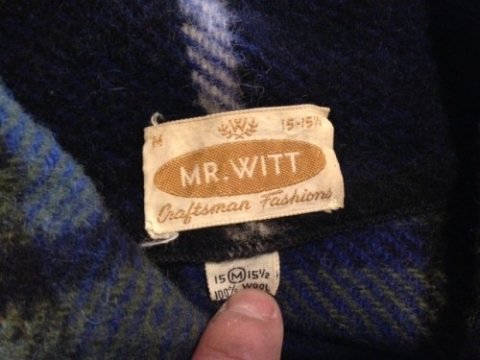 W
M 15-15½
MR. WITT
Craftsman Fashions
15 M 15½
100% WOOL